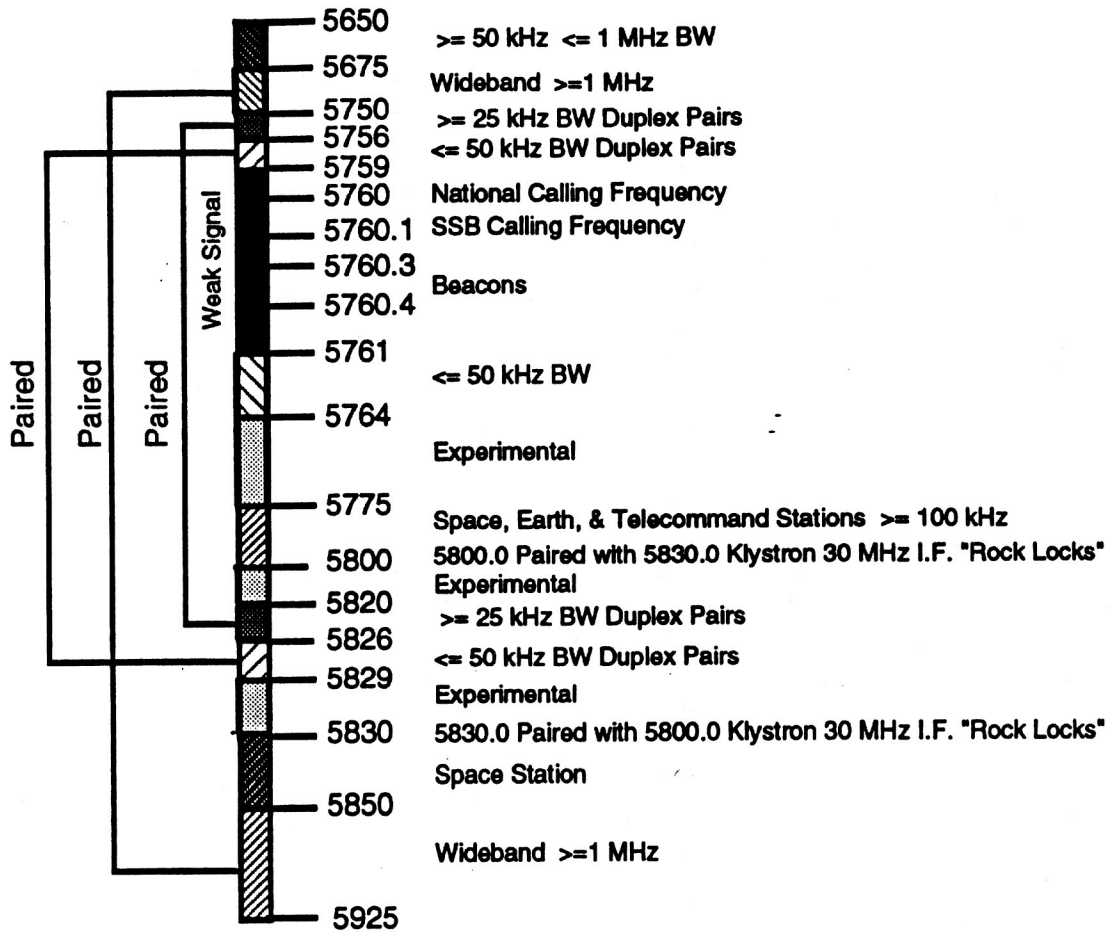 5650
>= 50 kHz <= 1 MHz BW
5675
Wideband >=1 MHz
5750
>= 25 kHz BW Duplex Pairs
5756
<= 50 kHz BW Duplex Pairs
5759
5760 National Calling Frequency
5760.1 SSB Calling Frequency
5760.3
Beacons
5760.4
5761
<= 50 kHz BW
5764
Experimental
5775
Space, Earth, & Telecommand Stations >= 100 kHz
5800 5800.0 Paired with 5830.0 Klystron 30 MHz I.F. "Rock Locks"
Experimental
5820
>= 25 kHz BW Duplex Pairs
5826
<= 50 kHz BW Duplex Pairs
5829
Experimental
5830 5830.0 Paired with 5800.0 Klystron 30 MHz I.F. "Rock Locks"
Space Station
5850
Wideband >=1 MHz
5925
Paired
Paired
Paired
Weak Signal